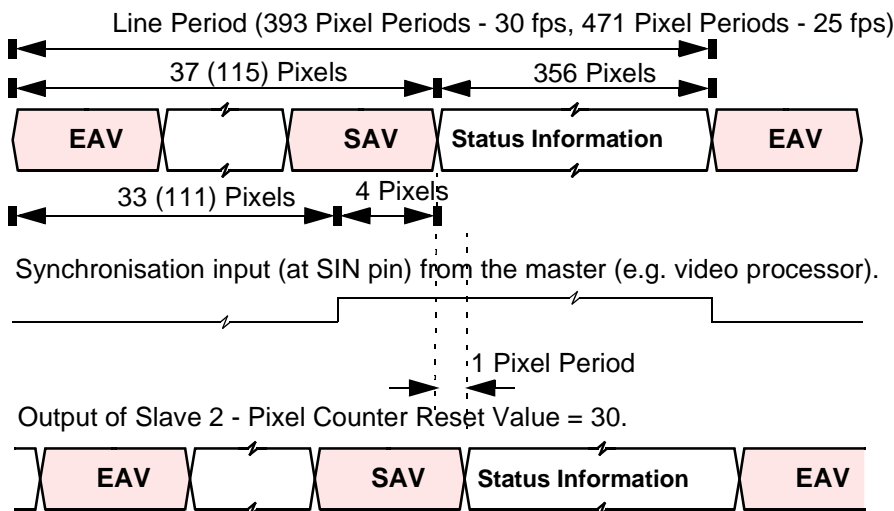 Line Period (393 Pixel Periods - 30 fps, 471 Pixel Periods - 25 fps)
37 (115) Pixels 356 Pixels
EAV SAV Status Information EAV
33 (111) Pixels 4 Pixels
Synchronisation input (at SIN pin) from the master (e.g. video processor).
1 Pixel Period
Output of Slave 2 - Pixel Counter Reset Value = 30.
EAV SAV Status Information EAV